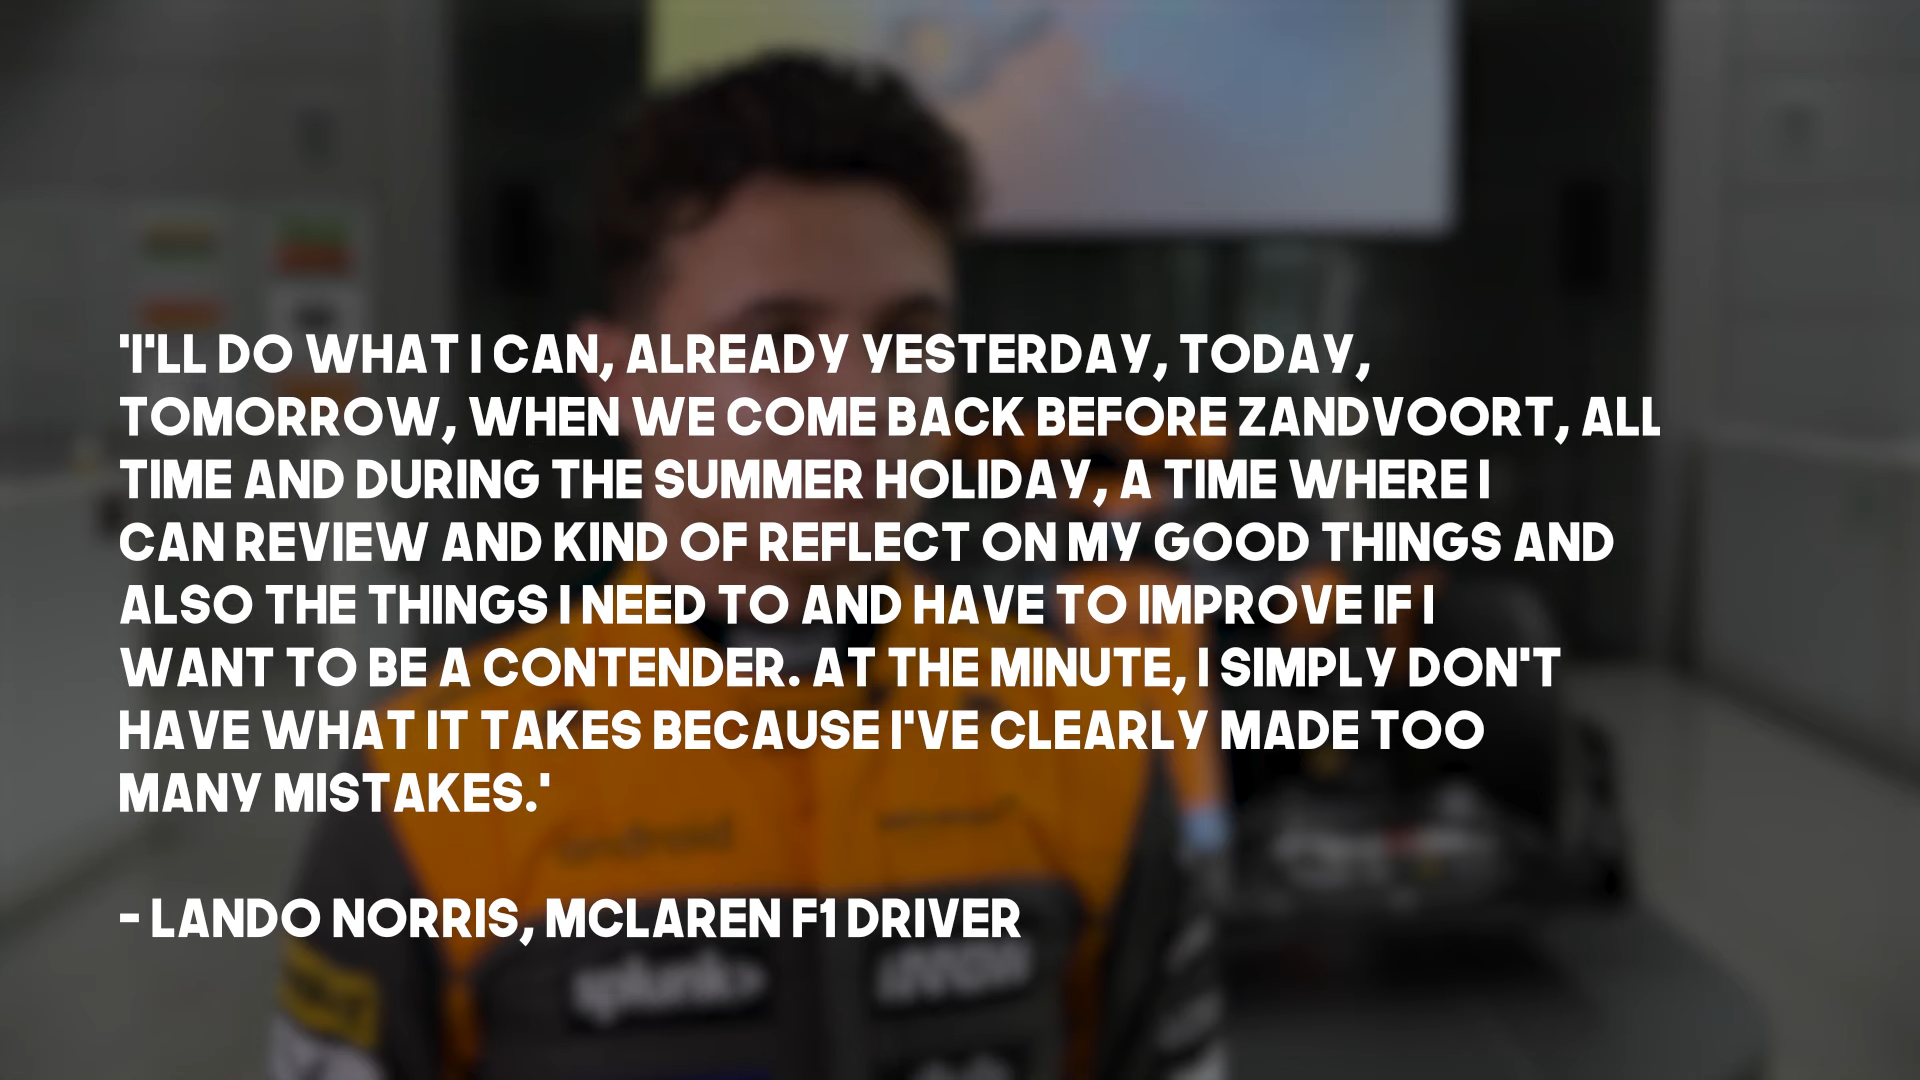 'I'LL DO WHAT I CAN, ALREADY YESTERDAY, TODAY,
TOMORROW, WHEN WE COME BACK BEFORE ZANDVOORT, ALL
TIME AND DURING THE SUMMER HOLIDAY, A TIME WHERE I
CAN REVIEW AND KIND OF REFLECT ON MY GOOD THINGS AND
ALSO THE THINGS I NEED TO AND HAVE TO IMPROVE IF I
WANT TO BE A CONTENDER. AT THE MINUTE, I SIMPLY DON'T
HAVE WHAT IT TAKES BECAUSE I'VE CLEARLY MADE TOO
MANY MISTAKES.'
- LANDO NORRIS, MCLAREN F1 DRIVER
android
splunk>